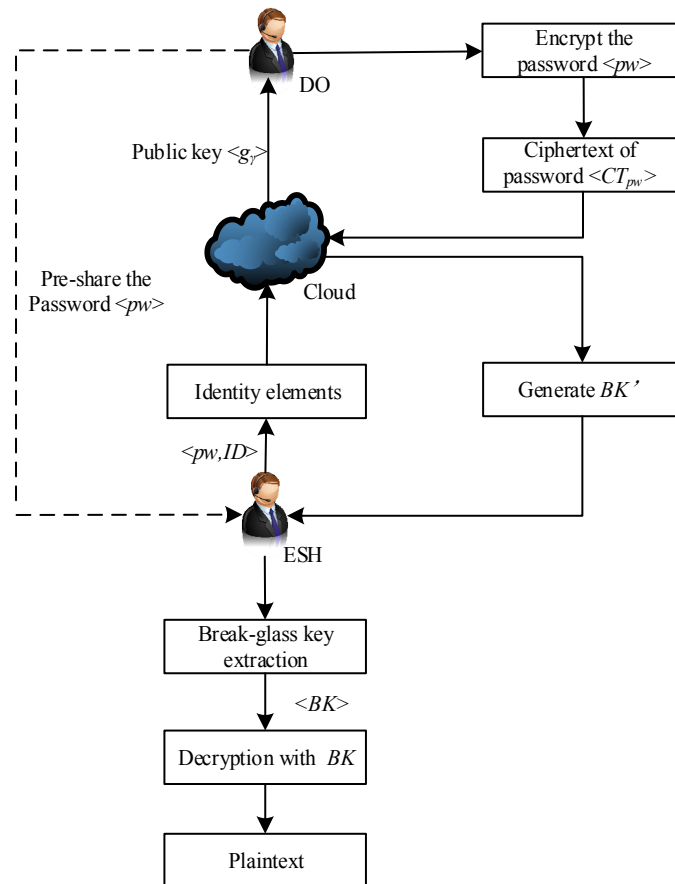 Encrypt the
password <pw>
DO
Public key <gᵧ>
Ciphertext of
password <CTpw>
Pre-share the
Password <pw>
Cloud
Identity elements
Generate BK’
<pw,ID>
ESH
Break-glass key
extraction
<BK>
Decryption with BK
Plaintext